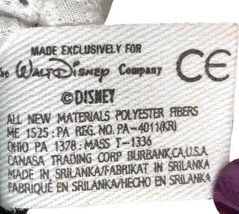 MADE EXCLUSIVELY FOR
The WALT DISNEY Company CE
©DISNEY
ALL NEW MATERIALS POLYESTER FIBERS
ME 1525: PA REG. NO. PA-4011(KR)
OHIO PA 1378: MASS T-1336
CANASA TRADING CORP BURBANK,CA,U.S.A.
MADE IN SRILANKA/FABRIKAT IN SRILANKA
FABRIQUÉ EN SRILANKA/HECHO EN SRILANKA